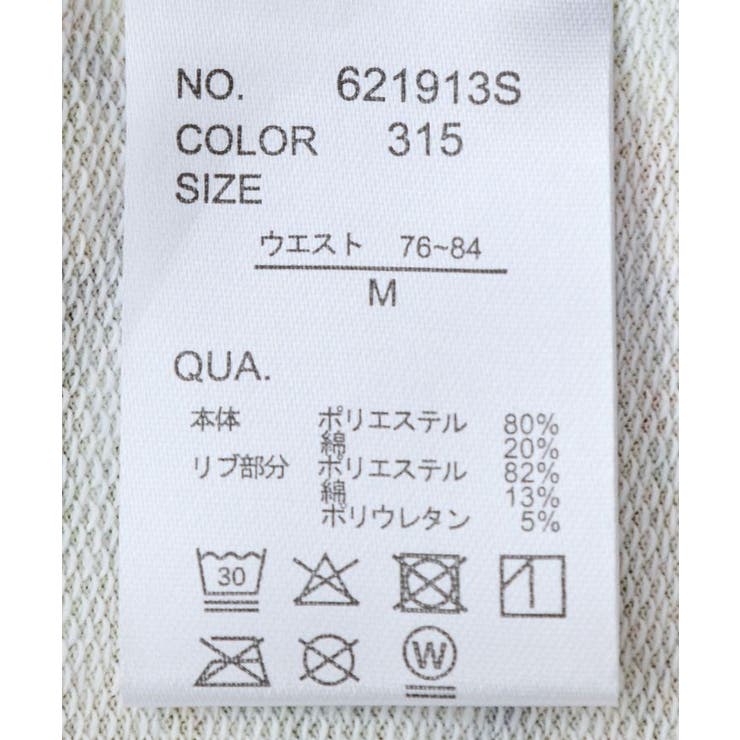 NO. 621913S
COLOR 315
SIZE
ウエスト 76~84
M
QUA.
本体 ポリエステル 80%
綿 20%
リブ部分 ポリエステル 82%
綿 13%
ポリウレタン 5%
30
W